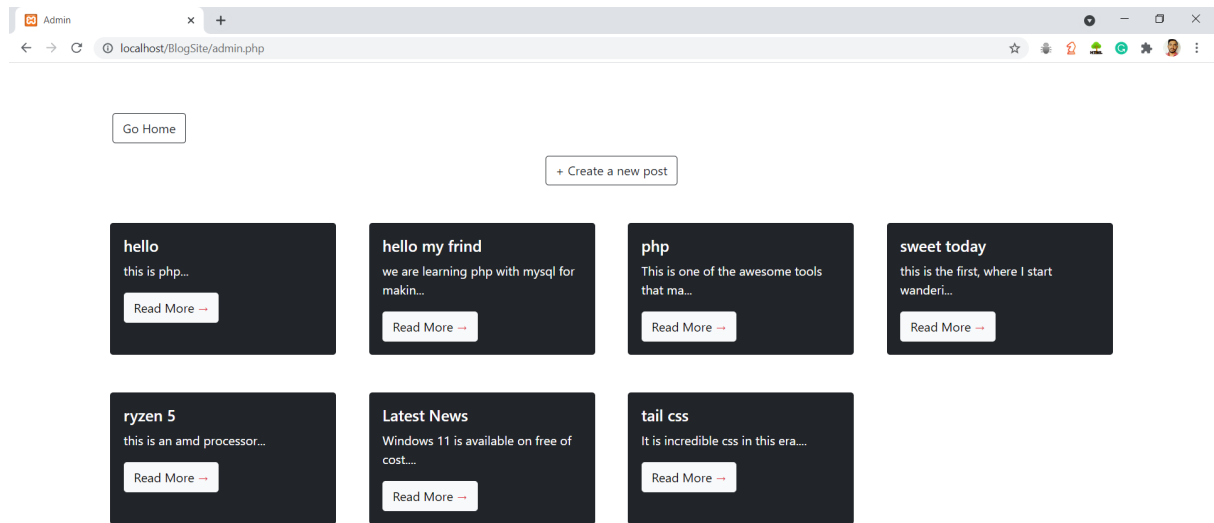 Admin
localhost/BlogSite/admin.php
Go Home
+ Create a new post
hello
this is php...
Read More →
hello my frind
we are learning php with mysql for
makin...
Read More →
php
This is one of the awesome tools
that ma...
Read More →
sweet today
this is the first, where I start
wanderi...
Read More →
ryzen 5
this is an amd processor...
Read More →
Latest News
Windows 11 is available on free of
cost....
Read More →
tail css
It is incredible css in this era....
Read More →